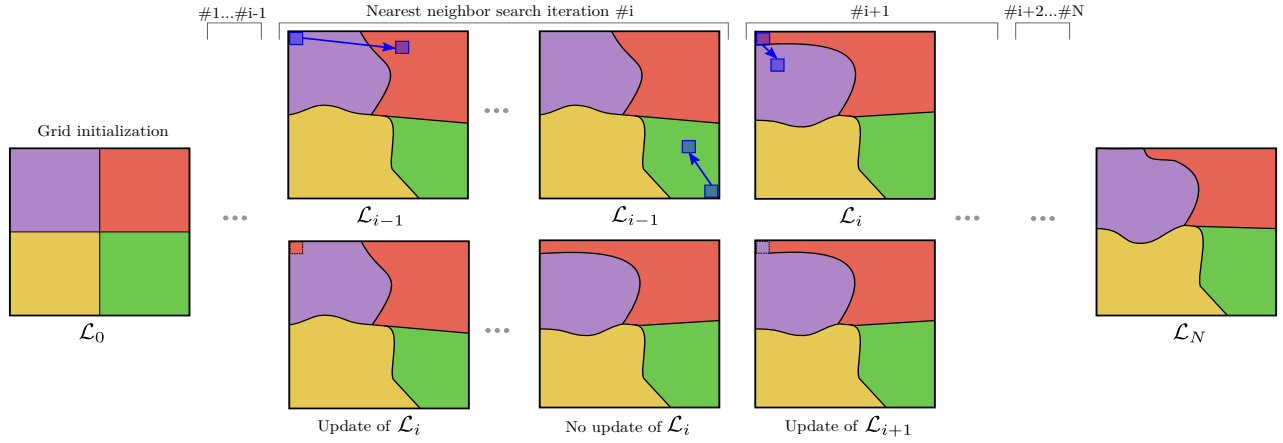 #1...#i-1
Nearest neighbor search iteration #i
#i+1
#i+2...#N
Grid initialization
ℒ₀
ℒᵢ₋₁
ℒᵢ₋₁
ℒᵢ
ℒ_N
Update of ℒᵢ
No update of ℒᵢ
Update of ℒᵢ₊₁